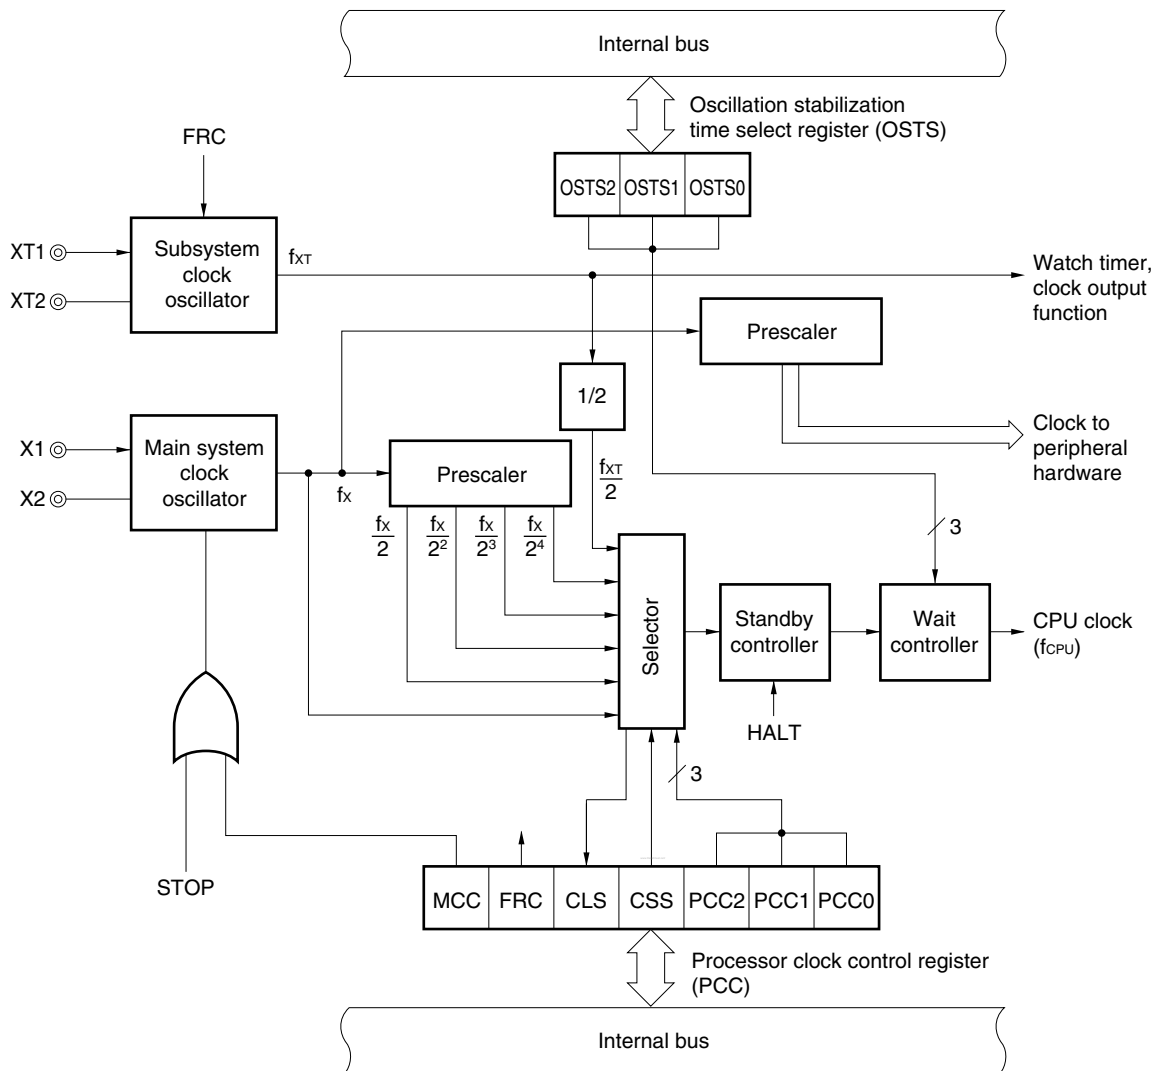 Internal bus
Oscillation stabilization
time select register (OSTS)
FRC
OSTS2 OSTS1 OSTS0
XT1
XT2
Subsystem
clock
oscillator
fXT
Watch timer,
clock output
function
Prescaler
1/2
X1
X2
Main system
clock
oscillator
fX
Prescaler
fXT/2
Clock to
peripheral
hardware
fX/2 fX/2² fX/2³ fX/2⁴
3
Selector
Standby
controller
Wait
controller
CPU clock
(fCPU)
HALT
3
STOP
MCC FRC CLS CSS PCC2 PCC1 PCC0
Processor clock control register
(PCC)
Internal bus